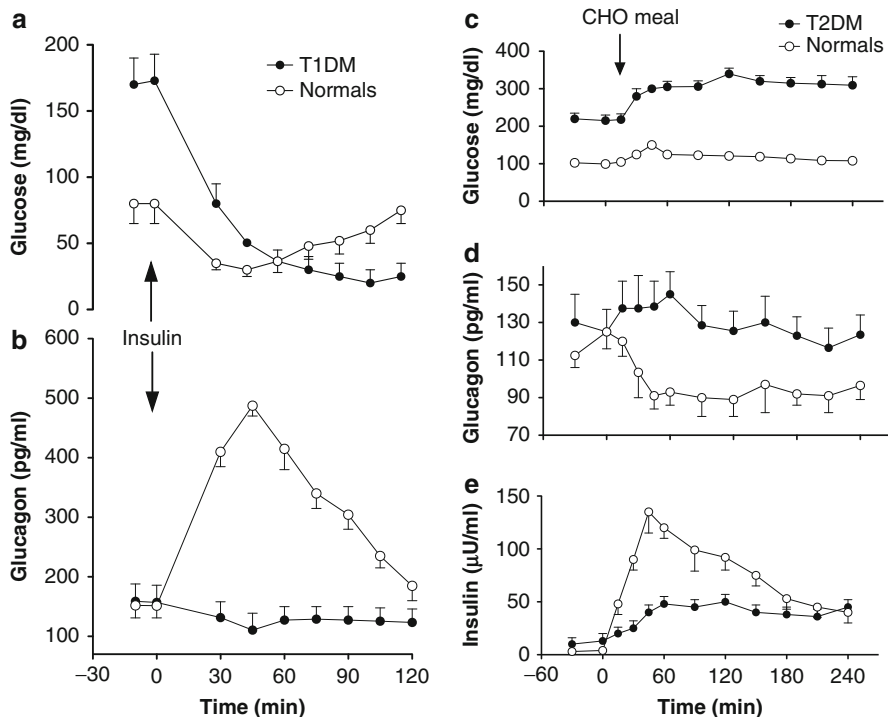 a
200
150
100
50
0
Glucose (mg/dl)
T1DM
Normals
Insulin
b
600
500
400
300
200
100
Glucagon (pg/ml)
–30
0
30
60
90
120
Time (min)
c
CHO meal
T2DM
Normals
400
300
200
100
0
Glucose (mg/dl)
d
150
130
110
90
70
Glucagon (pg/ml)
e
150
100
50
0
Insulin (μU/ml)
–60
0
60
120
180
240
Time (min)